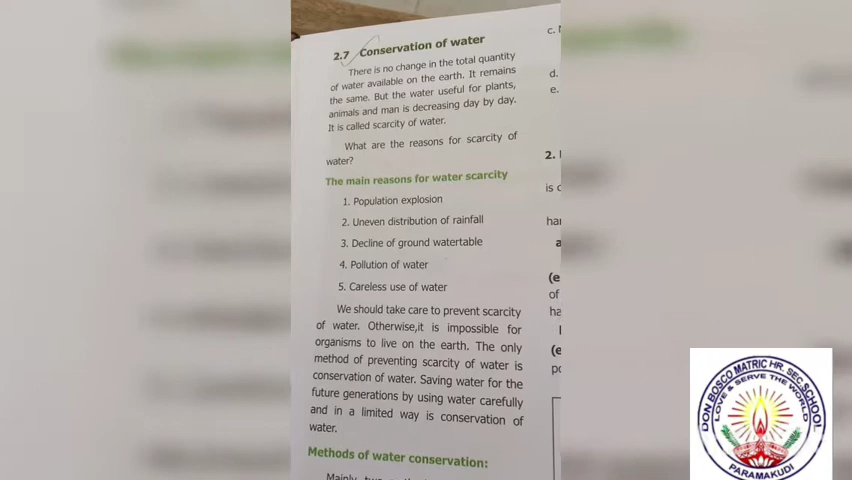 2.7 Conservation of water
There is no change in the total quantity
of water available on the earth. It remains
the same. But the water useful for plants,
animals and man is decreasing day by day.
It is called scarcity of water.
What are the reasons for scarcity of
water?
The main reasons for water scarcity
1. Population explosion
2. Uneven distribution of rainfall
3. Decline of ground watertable
4. Pollution of water
5. Careless use of water
We should take care to prevent scarcity
of water. Otherwise,it is impossible for
organisms to live on the earth. The only
method of preventing scarcity of water is
conservation of water. Saving water for the
future generations by using water carefully
and in a limited way is conservation of
water.
Methods of water conservation:
Mainly
c.
d.
e.
2.
is
(e
of
(e
DON BOSCO MATRIC HR. SEC. SCHOOL
LOVE & SERVE THE WORLD
PARAMAKUDI